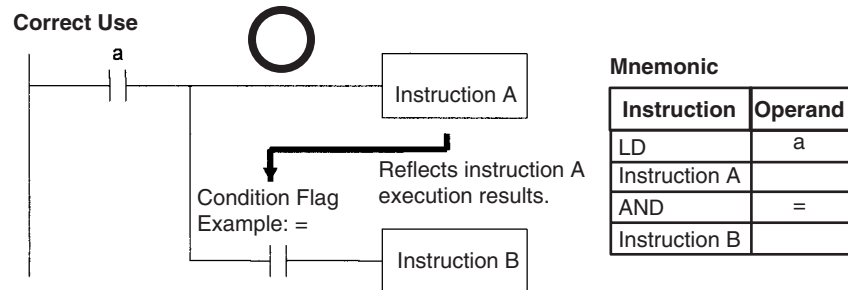 Correct Use
a
Instruction A
Reflects instruction A
execution results.
Condition Flag
Example: =
Instruction B
Mnemonic
Instruction Operand
LD a
Instruction A
AND =
Instruction B